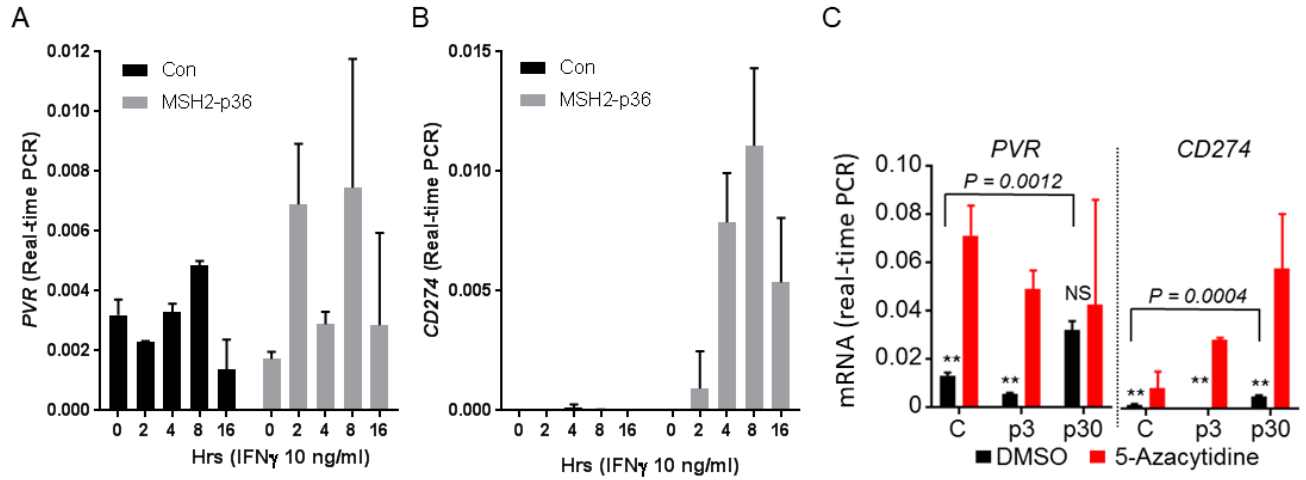 A
PVR (Real-time PCR)
0.012
0.010
0.008
0.006
0.004
0.002
0.000
Con
MSH2-p36
0 2 4 8 16 0 2 4 8 16
Hrs (IFNγ 10 ng/ml)
B
CD274 (Real-time PCR)
0.015
0.010
0.005
0.000
Con
MSH2-p36
0 2 4 8 16 0 2 4 8 16
Hrs (IFNγ 10 ng/ml)
C
mRNA (real-time PCR)
PVR CD274
0.10
0.08
0.06
0.04
0.02
0
P = 0.0012
NS
P = 0.0004
** ** ** ** **
C p3 p30 C p3 p30
DMSO 5-Azacytidine